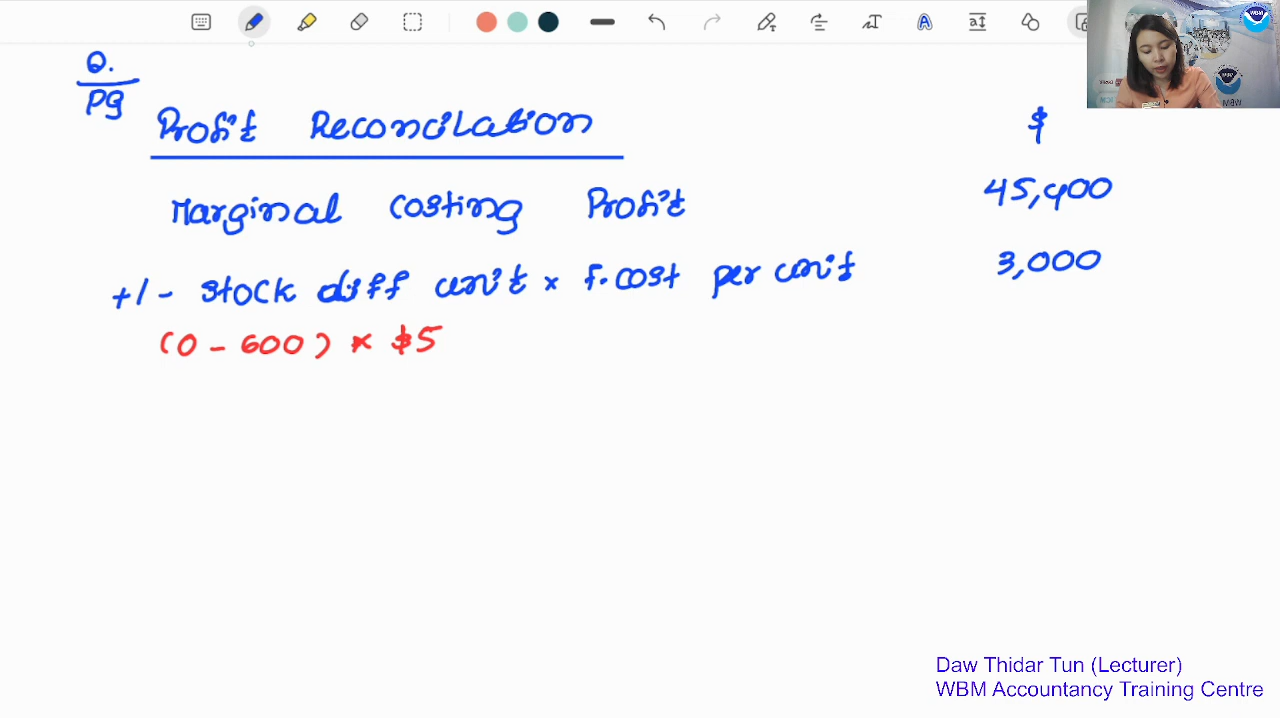 Q.
Pg
Profit Reconcilation
$
Marginal Costing Profit 45,400
+/- Stock diff unit × F.cost per unit 3,000
(0 - 600) × $5
Daw Thidar Tun (Lecturer)
WBM Accountancy Training Centre